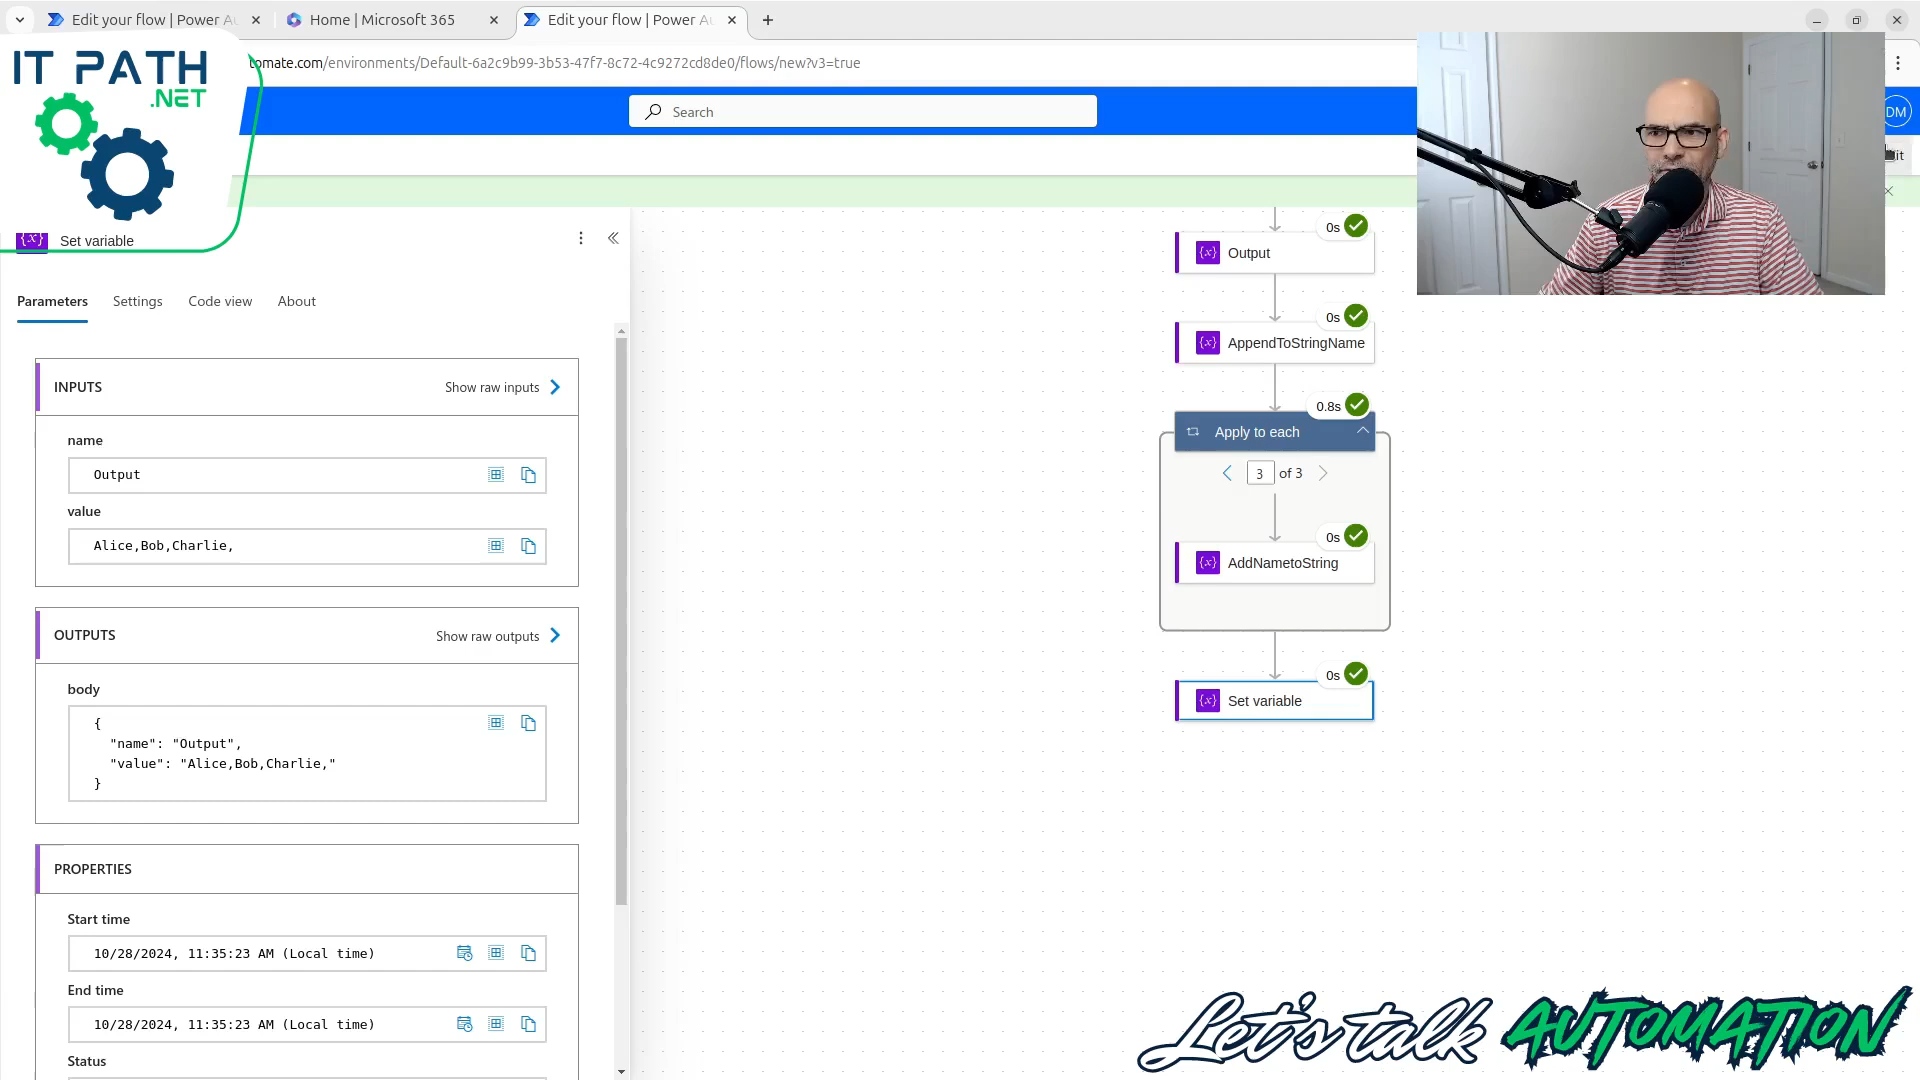 Edit your flow | Power Au
Home | Microsoft 365
Edit your flow | Power Au
IT PATH
.NET
tomate.com/environments/Default-6a2c9b99-3b53-47f7-8c72-4c9272cd8de0/flows/new?v3=true
Search
DM
it
{x} Set variable
Parameters
Settings
Code view
About
INPUTS
Show raw inputs
name
Output
value
Alice,Bob,Charlie,
OUTPUTS
Show raw outputs
body
{
"name": "Output",
"value": "Alice,Bob,Charlie,"
}
PROPERTIES
Start time
10/28/2024, 11:35:23 AM (Local time)
End time
10/28/2024, 11:35:23 AM (Local time)
Status
0s
{x} Output
0s
{x} AppendToStringName
0.8s
Apply to each
3 of 3
0s
{x} AddNametoString
0s
{x} Set variable
Let's talk AUTOMATION